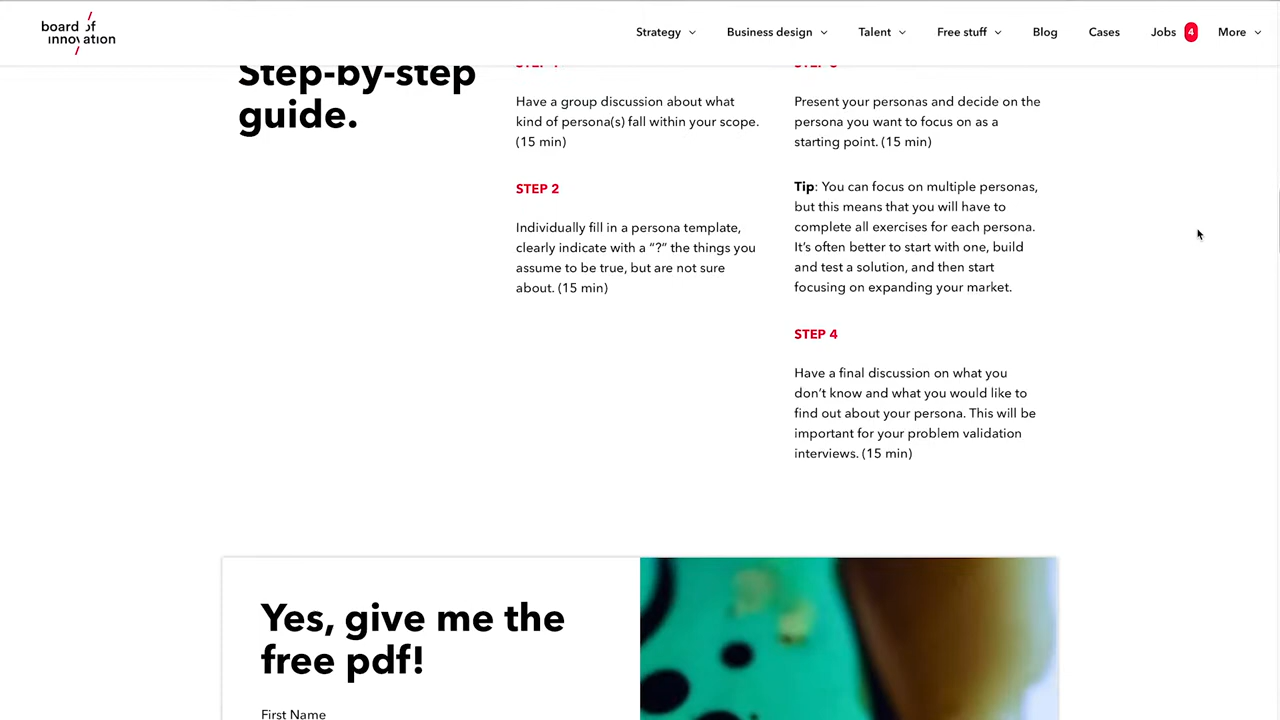 board of
innovation
Strategy
Business design
Talent
Free stuff
Blog
Cases
Jobs
4
More
Step-by-step
guide.
Have a group discussion about what
kind of persona(s) fall within your scope.
(15 min)
STEP 2
Individually fill in a persona template,
clearly indicate with a “?” the things you
assume to be true, but are not sure
about. (15 min)
Present your personas and decide on the
persona you want to focus on as a
starting point. (15 min)
Tip: You can focus on multiple personas,
but this means that you will have to
complete all exercises for each persona.
It’s often better to start with one, build
and test a solution, and then start
focusing on expanding your market.
STEP 4
Have a final discussion on what you
don’t know and what you would like to
find out about your persona. This will be
important for your problem validation
interviews. (15 min)
Yes, give me the
free pdf!
First Name